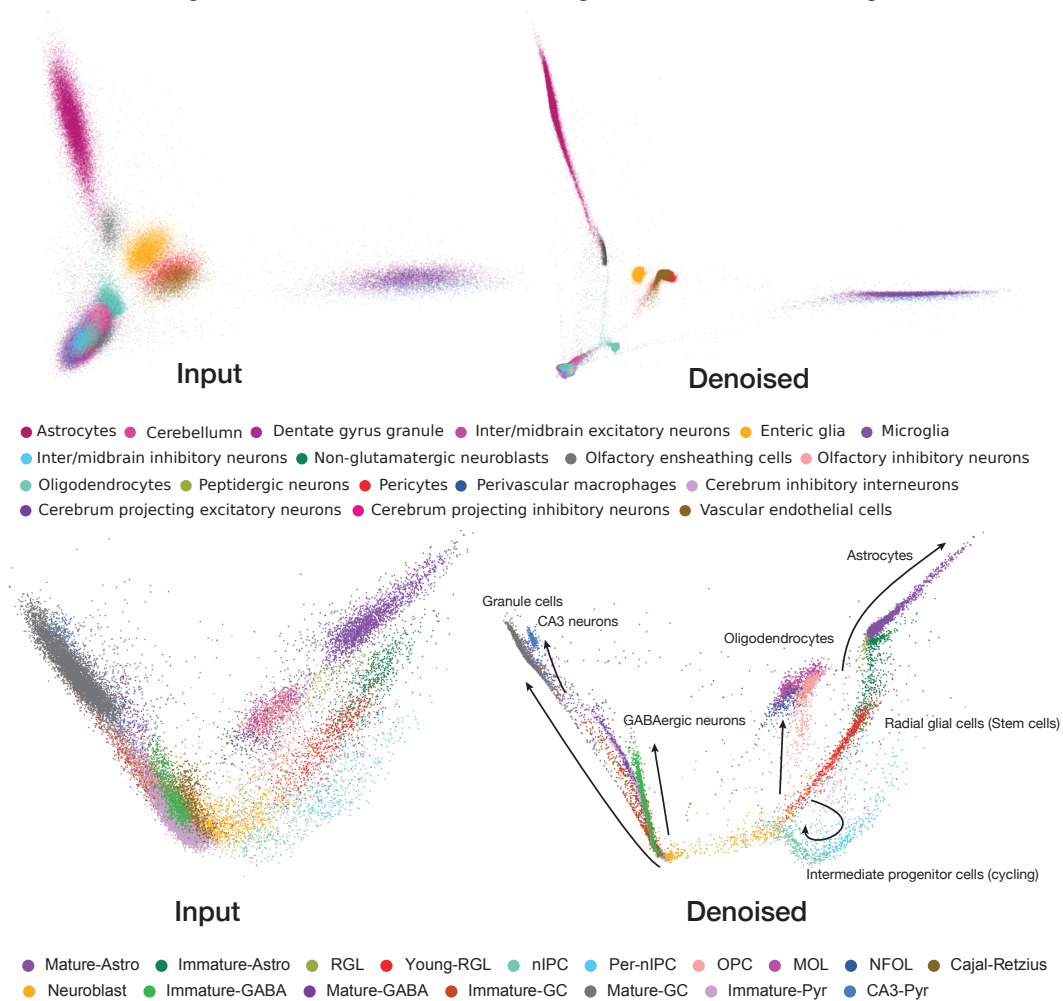 Input
Denoised
Astrocytes Cerebellumn Dentate gyrus granule Inter/midbrain excitatory neurons Enteric glia Microglia
Inter/midbrain inhibitory neurons Non-glutamatergic neuroblasts Olfactory ensheathing cells Olfactory inhibitory neurons
Oligodendrocytes Peptidergic neurons Pericytes Perivascular macrophages Cerebrum inhibitory interneurons
Cerebrum projecting excitatory neurons Cerebrum projecting inhibitory neurons Vascular endothelial cells
Astrocytes
Granule cells
CA3 neurons
Oligodendrocytes
GABAergic neurons
Radial glial cells (Stem cells)
Intermediate progenitor cells (cycling)
Input
Denoised
Mature-Astro Immature-Astro RGL Young-RGL nIPC Per-nIPC OPC MOL NFOL Cajal-Retzius
Neuroblast Immature-GABA Mature-GABA Immature-GC Mature-GC Immature-Pyr CA3-Pyr